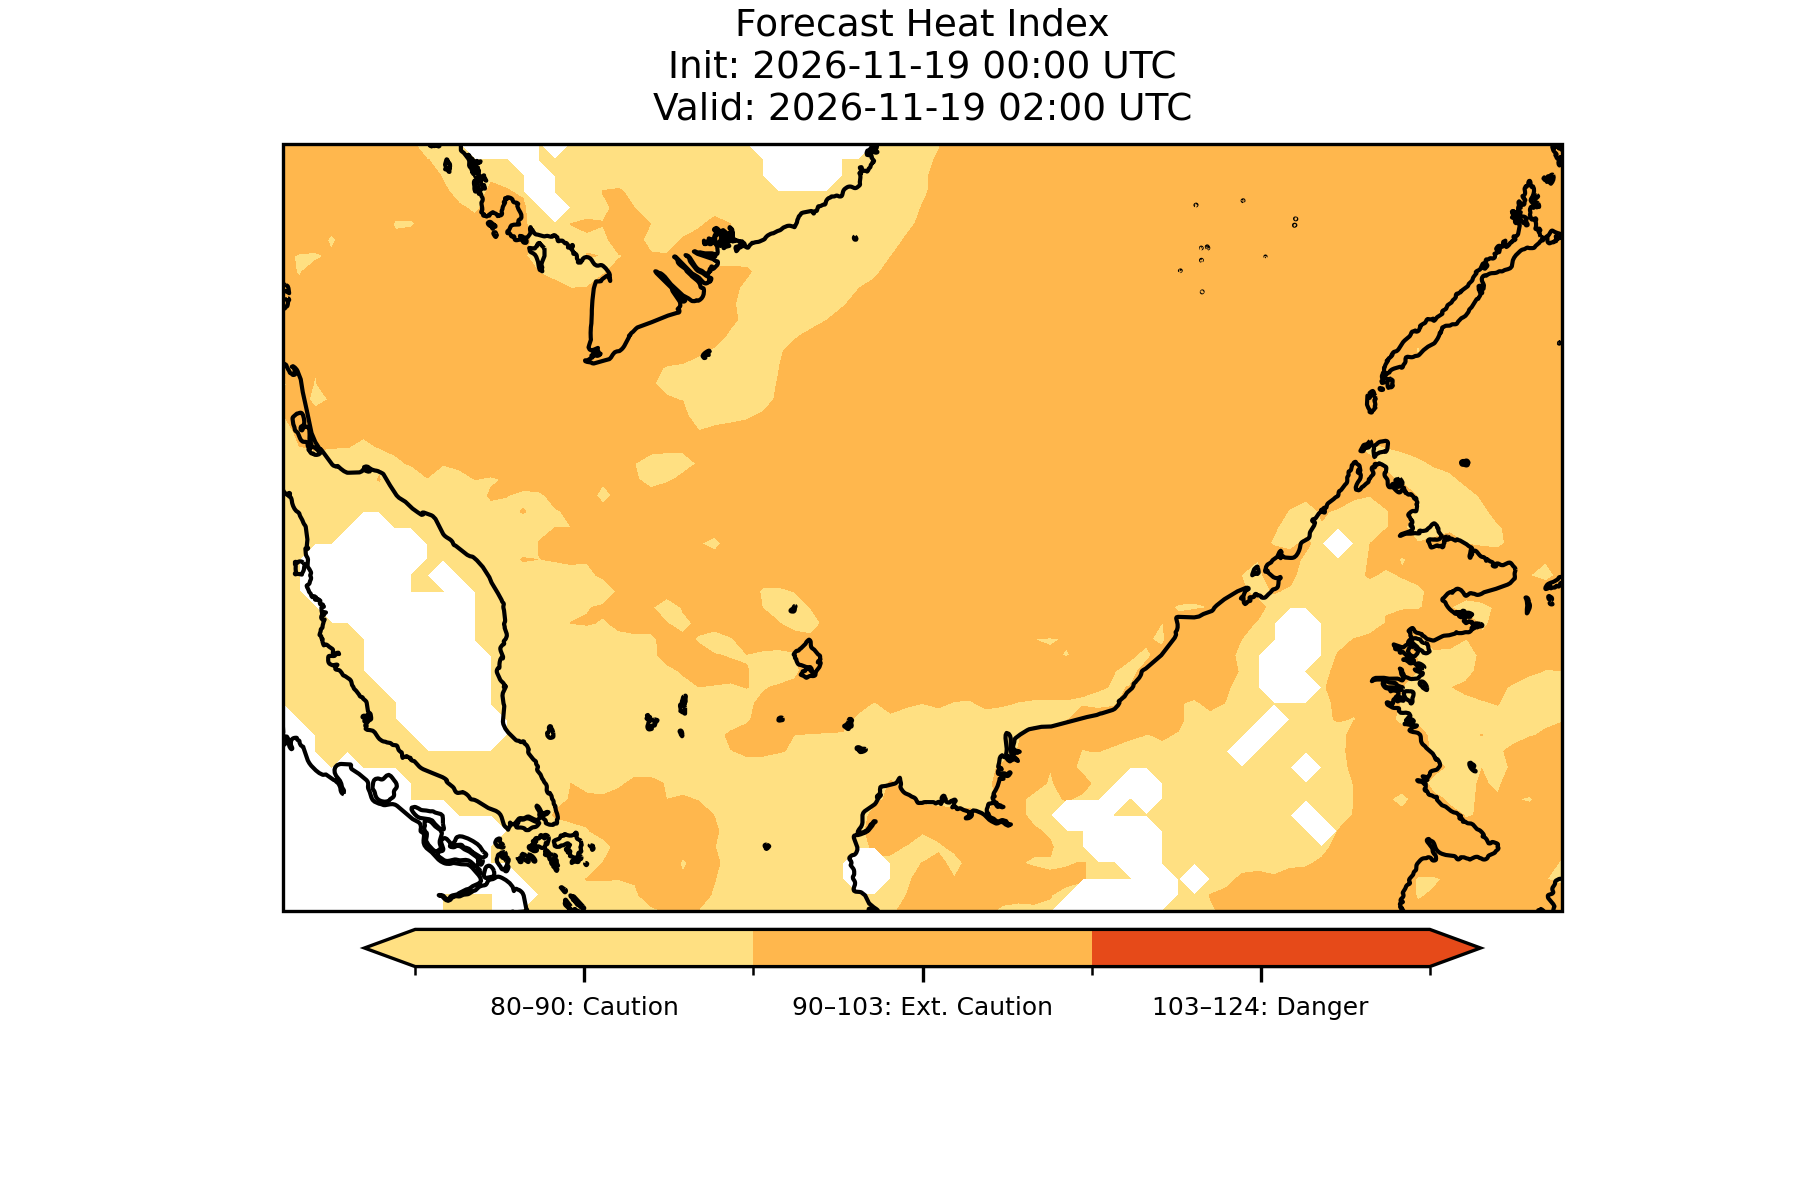 Forecast Heat Index
Init: 2026-11-19 00:00 UTC
Valid: 2026-11-19 02:00 UTC
80–90: Caution
90–103: Ext. Caution
103–124: Danger